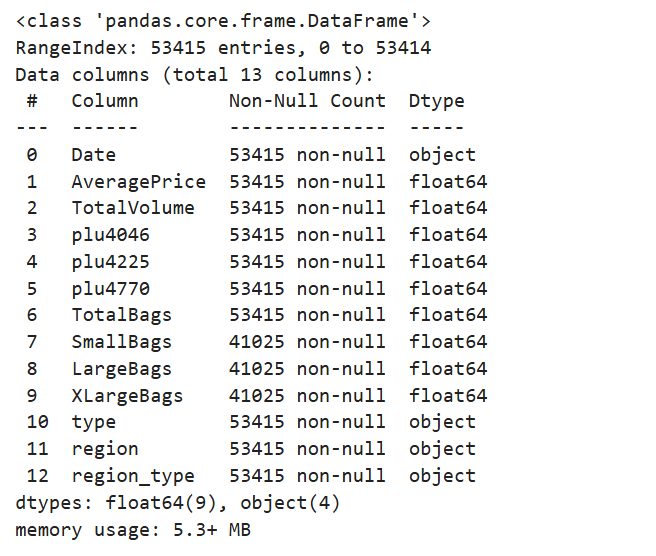 <class 'pandas.core.frame.DataFrame'>
RangeIndex: 53415 entries, 0 to 53414
Data columns (total 13 columns):
 #   Column        Non-Null Count  Dtype
---  ------        --------------  -----
 0   Date          53415 non-null  object
 1   AveragePrice  53415 non-null  float64
 2   TotalVolume   53415 non-null  float64
 3   plu4046       53415 non-null  float64
 4   plu4225       53415 non-null  float64
 5   plu4770       53415 non-null  float64
 6   TotalBags     53415 non-null  float64
 7   SmallBags     41025 non-null  float64
 8   LargeBags     41025 non-null  float64
 9   XLargeBags    41025 non-null  float64
 10  type          53415 non-null  object
 11  region        53415 non-null  object
 12  region_type   53415 non-null  object
dtypes: float64(9), object(4)
memory usage: 5.3+ MB